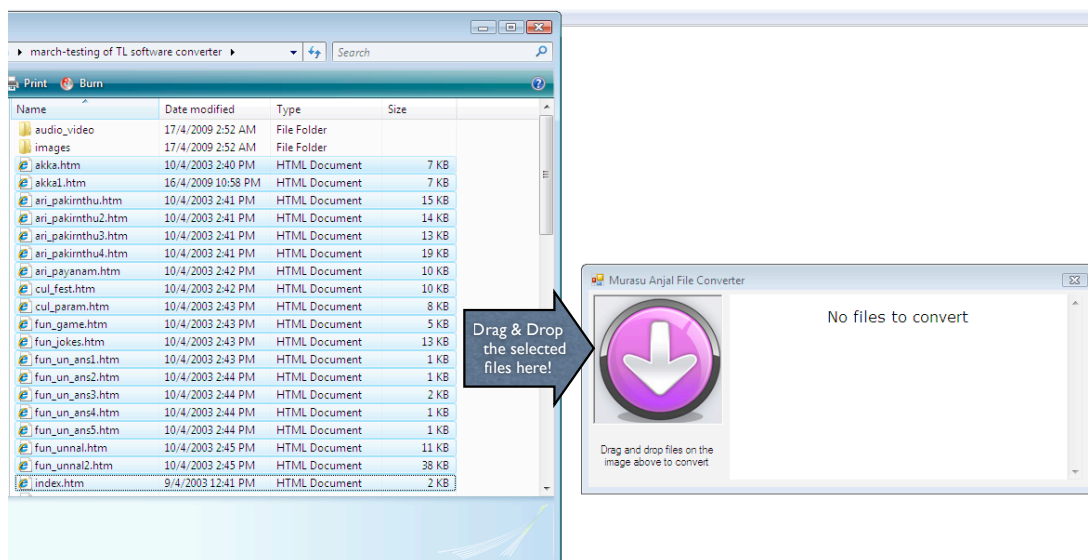 march-testing of TL software converter
Search
Print Burn
Name Date modified Type Size
audio_video 17/4/2009 2:52 AM File Folder
images 17/4/2009 2:52 AM File Folder
akka.htm 10/4/2003 2:40 PM HTML Document 7 KB
akka1.htm 16/4/2009 10:58 PM HTML Document 7 KB
ari_pakirnthu.htm 10/4/2003 2:41 PM HTML Document 15 KB
ari_pakirnthu2.htm 10/4/2003 2:41 PM HTML Document 14 KB
ari_pakirnthu3.htm 10/4/2003 2:41 PM HTML Document 13 KB
ari_pakirnthu4.htm 10/4/2003 2:41 PM HTML Document 19 KB
ari_payanam.htm 10/4/2003 2:42 PM HTML Document 10 KB
cul_fest.htm 10/4/2003 2:42 PM HTML Document 10 KB
cul_param.htm 10/4/2003 2:43 PM HTML Document 8 KB
fun_game.htm 10/4/2003 2:43 PM HTML Document 5 KB
fun_jokes.htm 10/4/2003 2:43 PM HTML Document 13 KB
fun_un_ans1.htm 10/4/2003 2:43 PM HTML Document 1 KB
fun_un_ans2.htm 10/4/2003 2:44 PM HTML Document 1 KB
fun_un_ans3.htm 10/4/2003 2:44 PM HTML Document 2 KB
fun_un_ans4.htm 10/4/2003 2:44 PM HTML Document 1 KB
fun_un_ans5.htm 10/4/2003 2:44 PM HTML Document 1 KB
fun_unnal.htm 10/4/2003 2:45 PM HTML Document 11 KB
fun_unnal2.htm 10/4/2003 2:45 PM HTML Document 38 KB
index.htm 9/4/2003 12:41 PM HTML Document 2 KB
Drag & Drop
the selected
files here!
Murasu Anjal File Converter
No files to convert
Drag and drop files on the
image above to convert